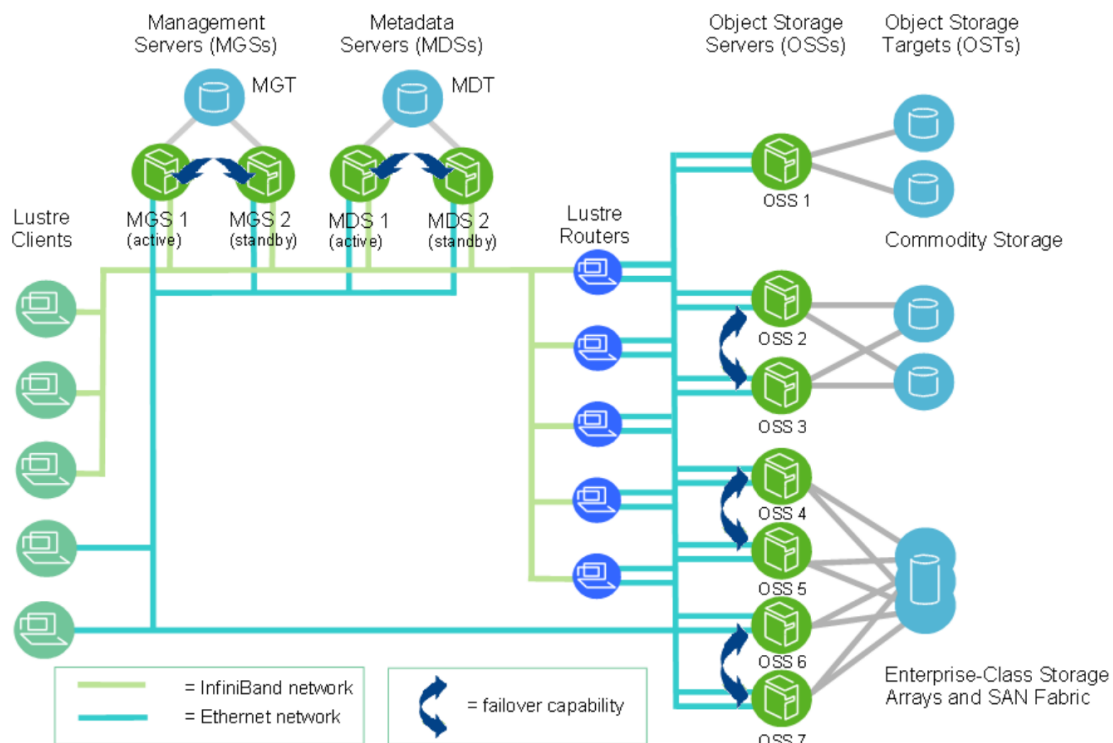 Management
Servers (MGSs)
Metadata
Servers (MDSs)
Object Storage
Servers (OSSs)
Object Storage
Targets (OSTs)
MGT
MDT
OSS 1
MGS 1
(active)
MGS 2
(standby)
MDS 1
(active)
MDS 2
(standby)
Lustre
Clients
Lustre
Routers
Commodity Storage
OSS 2
OSS 3
OSS 4
OSS 5
OSS 6
Enterprise-Class Storage
Arrays and SAN Fabric
OSS 7
= InfiniBand network
= Ethernet network
= failover capability